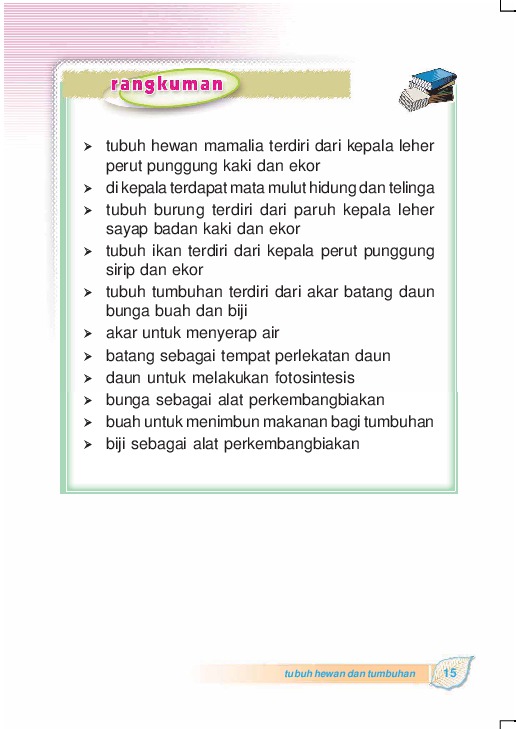 rangkuman
➤ tubuh hewan mamalia terdiri dari kepala leher
perut punggung kaki dan ekor
➤ di kepala terdapat mata mulut hidung dan telinga
➤ tubuh burung terdiri dari paruh kepala leher
sayap badan kaki dan ekor
➤ tubuh ikan terdiri dari kepala perut punggung
sirip dan ekor
➤ tubuh tumbuhan terdiri dari akar batang daun
bunga buah dan biji
➤ akar untuk menyerap air
➤ batang sebagai tempat perlekatan daun
➤ daun untuk melakukan fotosintesis
➤ bunga sebagai alat perkembangbiakan
➤ buah untuk menimbun makanan bagi tumbuhan
➤ biji sebagai alat perkembangbiakan
tubuh hewan dan tumbuhan 15